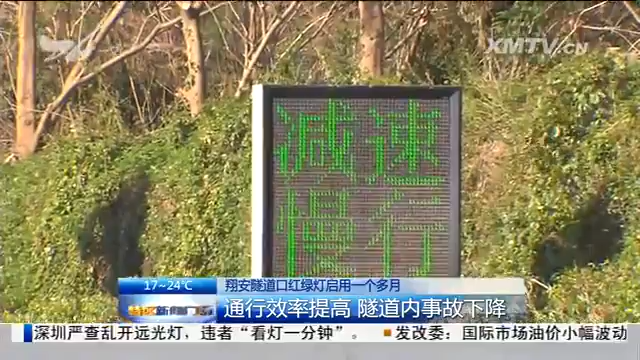 XMTV.CN
减速
慢行
17~24℃
翔安隧道口红绿灯启用一个多月
通行效率提高 隧道内事故下降
深圳严查乱开远光灯，违者“看灯一分钟”。
发改委：国际市场油价小幅波动